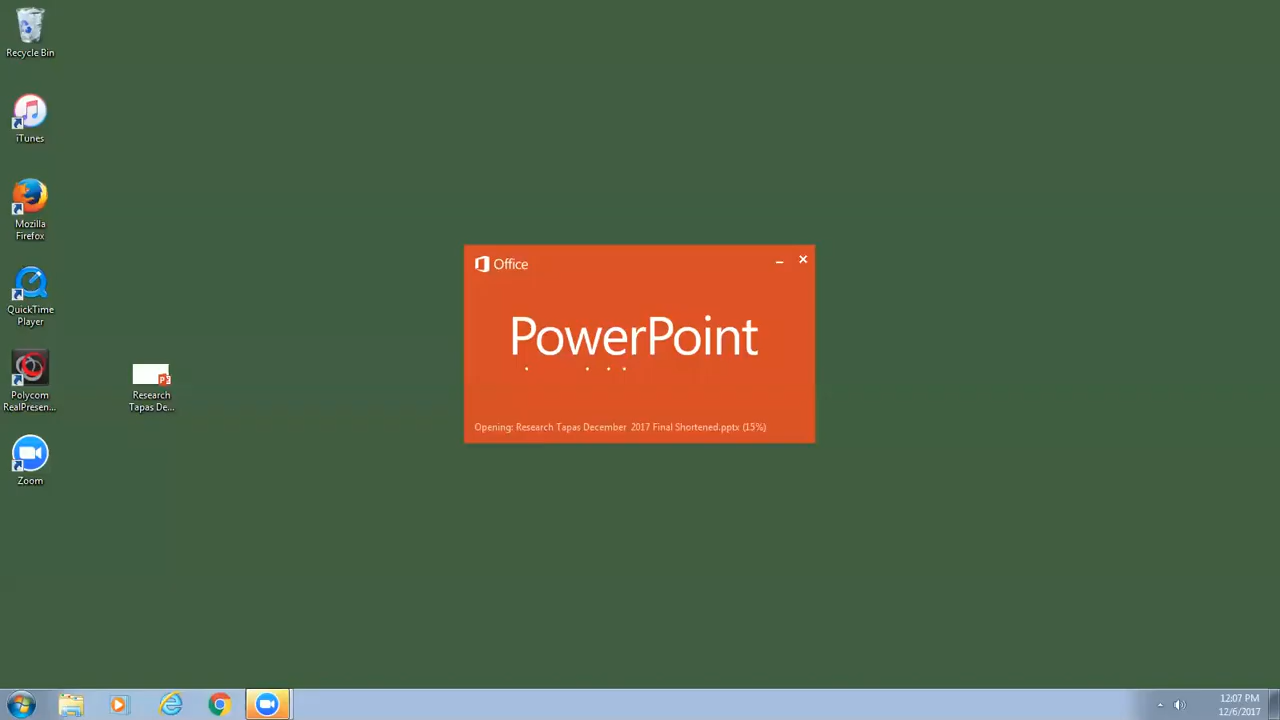 Recycle Bin
iTunes
Mozilla
Firefox
QuickTime
Player
Polycom
RealPresen...
Zoom
Research
Tapas De...
Office
PowerPoint
Opening: Research Tapas December 2017 Final Shortened.pptx (15%)
12:07 PM
12/6/2017